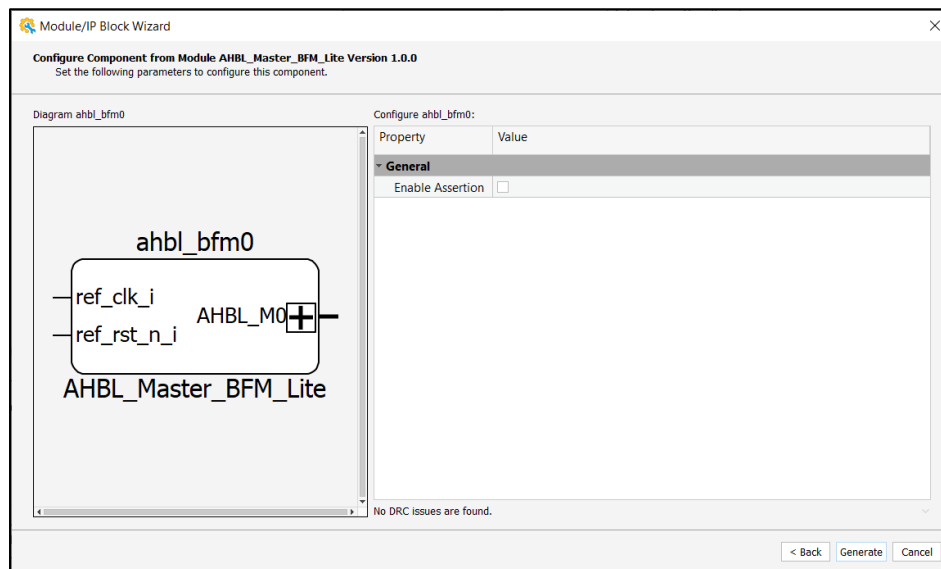 Module/IP Block Wizard
Configure Component from Module AHBL_Master_BFM_Lite Version 1.0.0
Set the following parameters to configure this component.
Diagram ahbl_bfm0
Configure ahbl_bfm0:
Property Value
General
Enable Assertion
ahbl_bfm0
ref_clk_i
AHBL_M0
ref_rst_n_i
AHBL_Master_BFM_Lite
No DRC issues are found.
< Back Generate Cancel